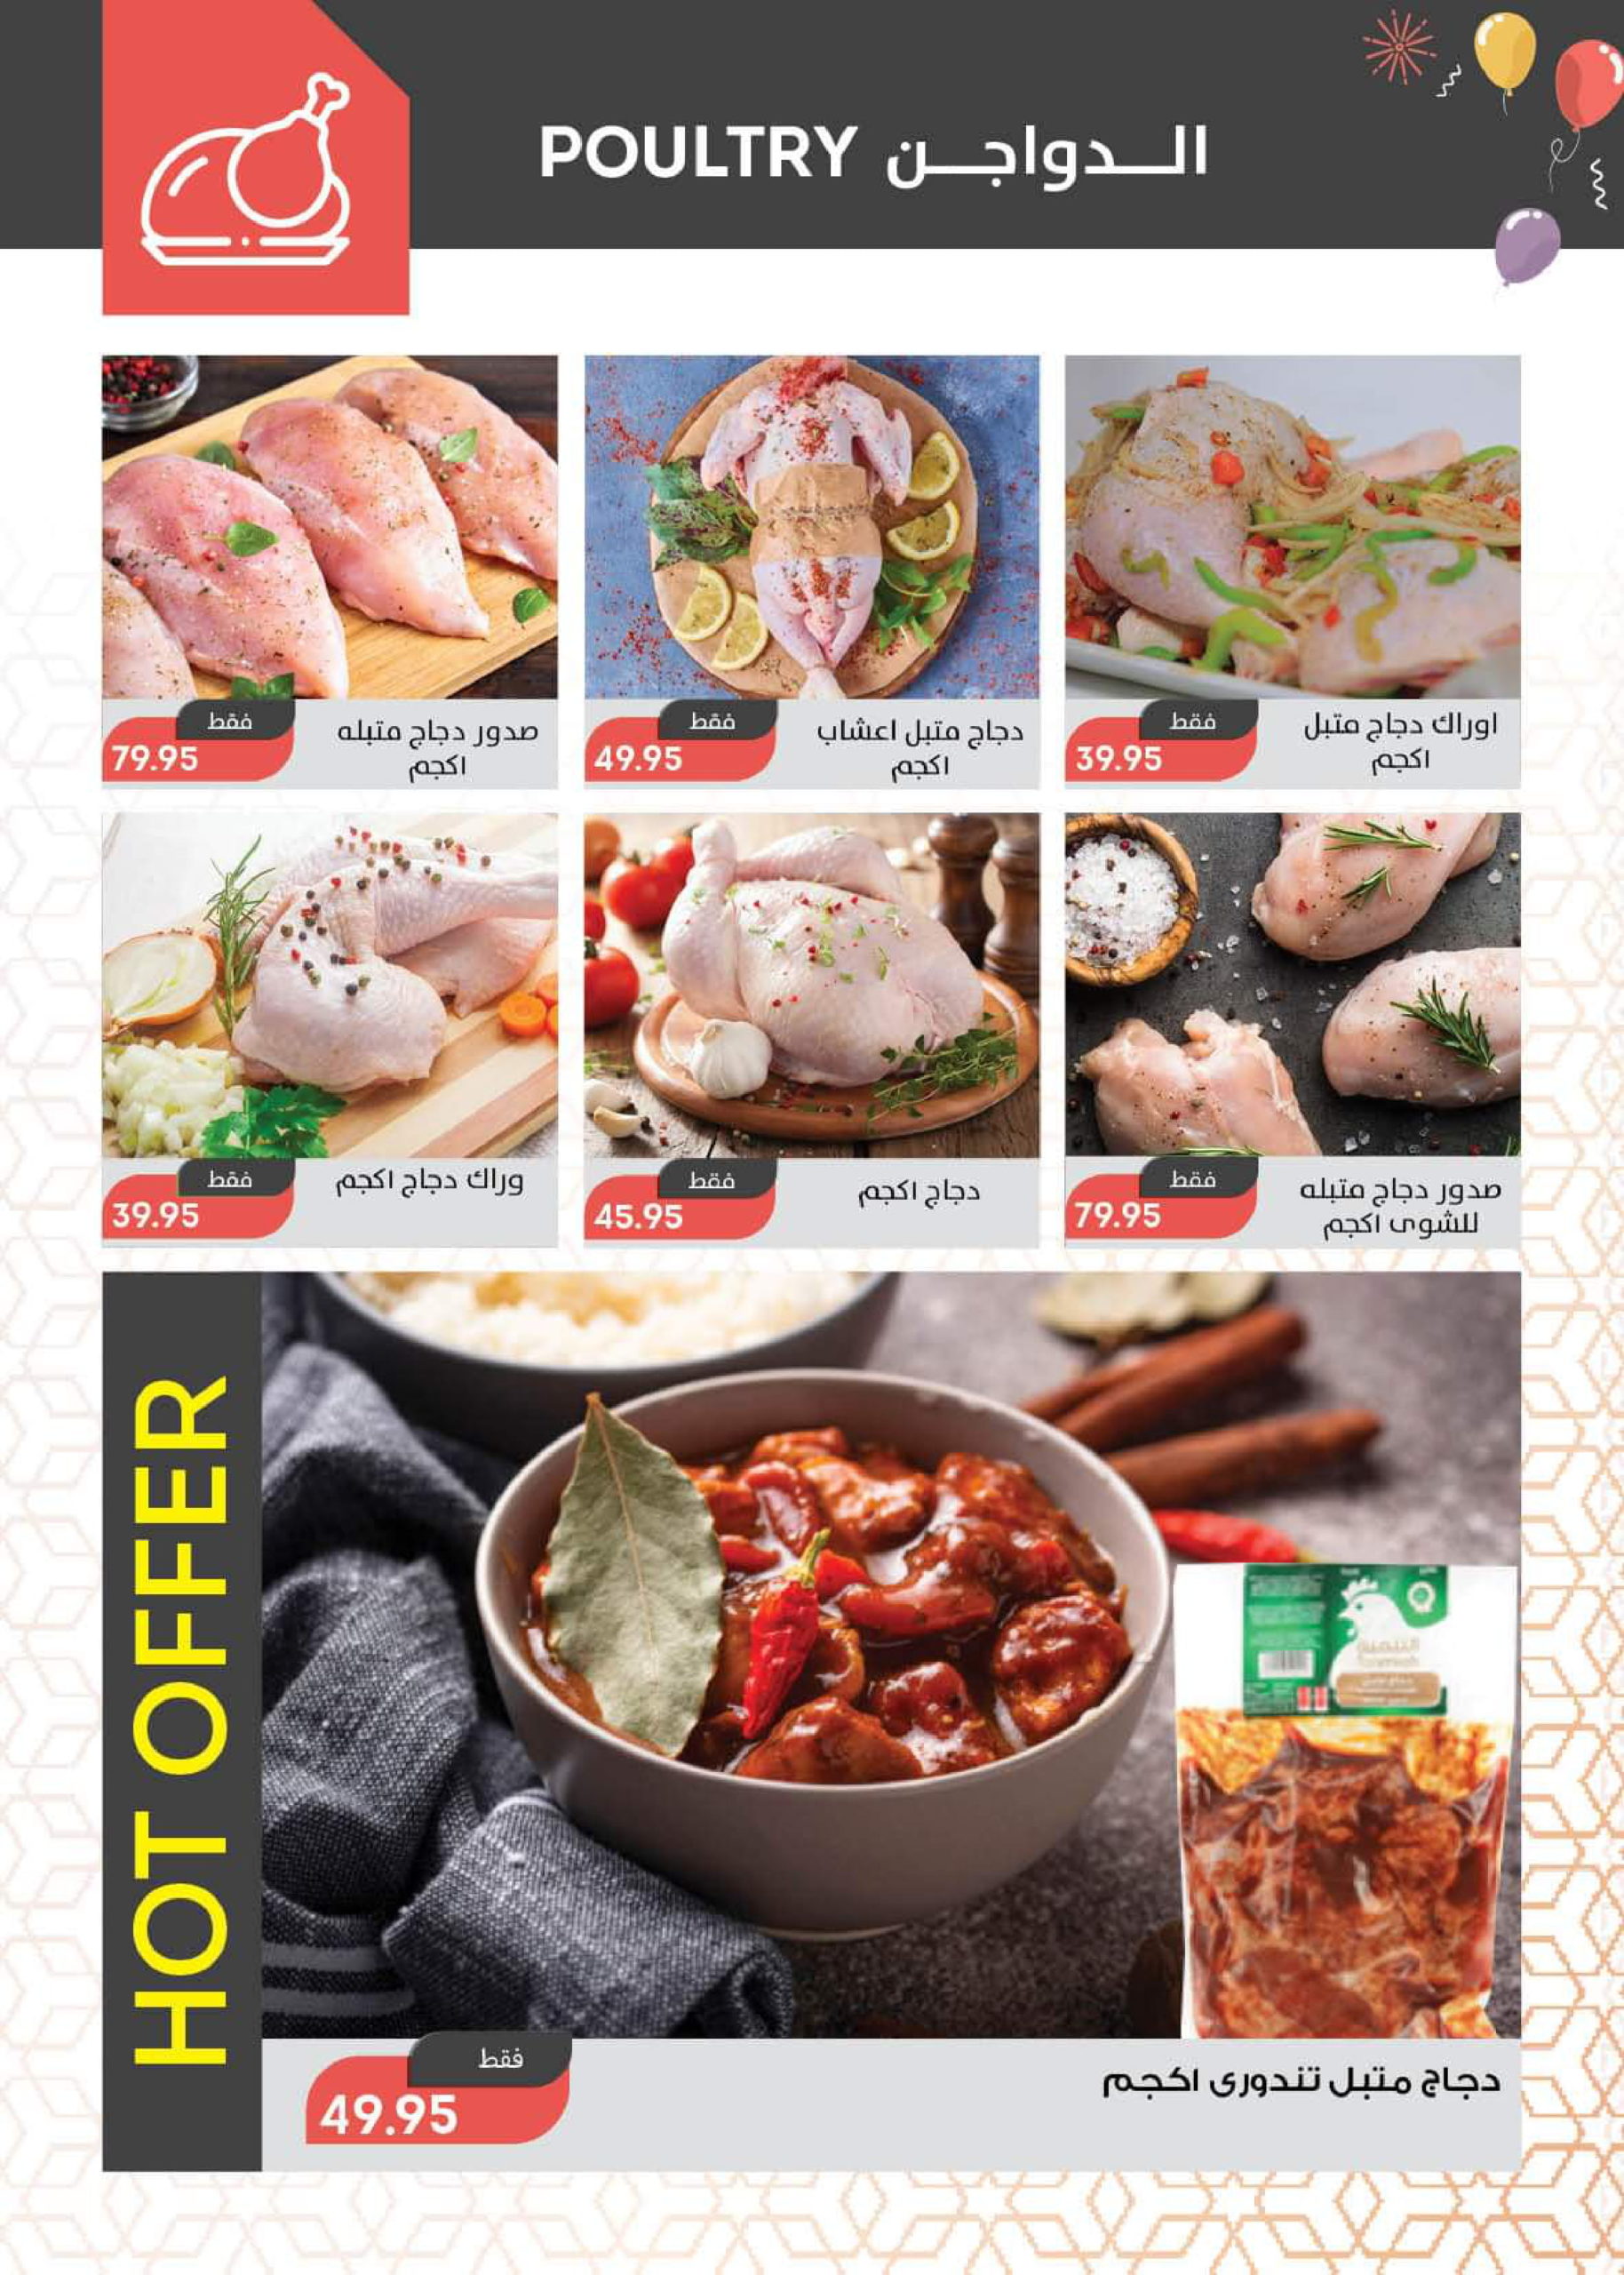 POULTRY الـــدواجـــن
اوراك دجاج متبل
اكجم
فقط
39.95
دجاج متبل اعشاب
اكجم
فقط
49.95
صدور دجاج متبله
اكجم
فقط
79.95
صدور دجاج متبله
للشوى اكجم
فقط
79.95
دجاج اكجم
فقط
45.95
وراك دجاج اكجم
فقط
39.95
HOT OFFER
التنمية
دجاج متبل تندورى اكجم
فقط
49.95